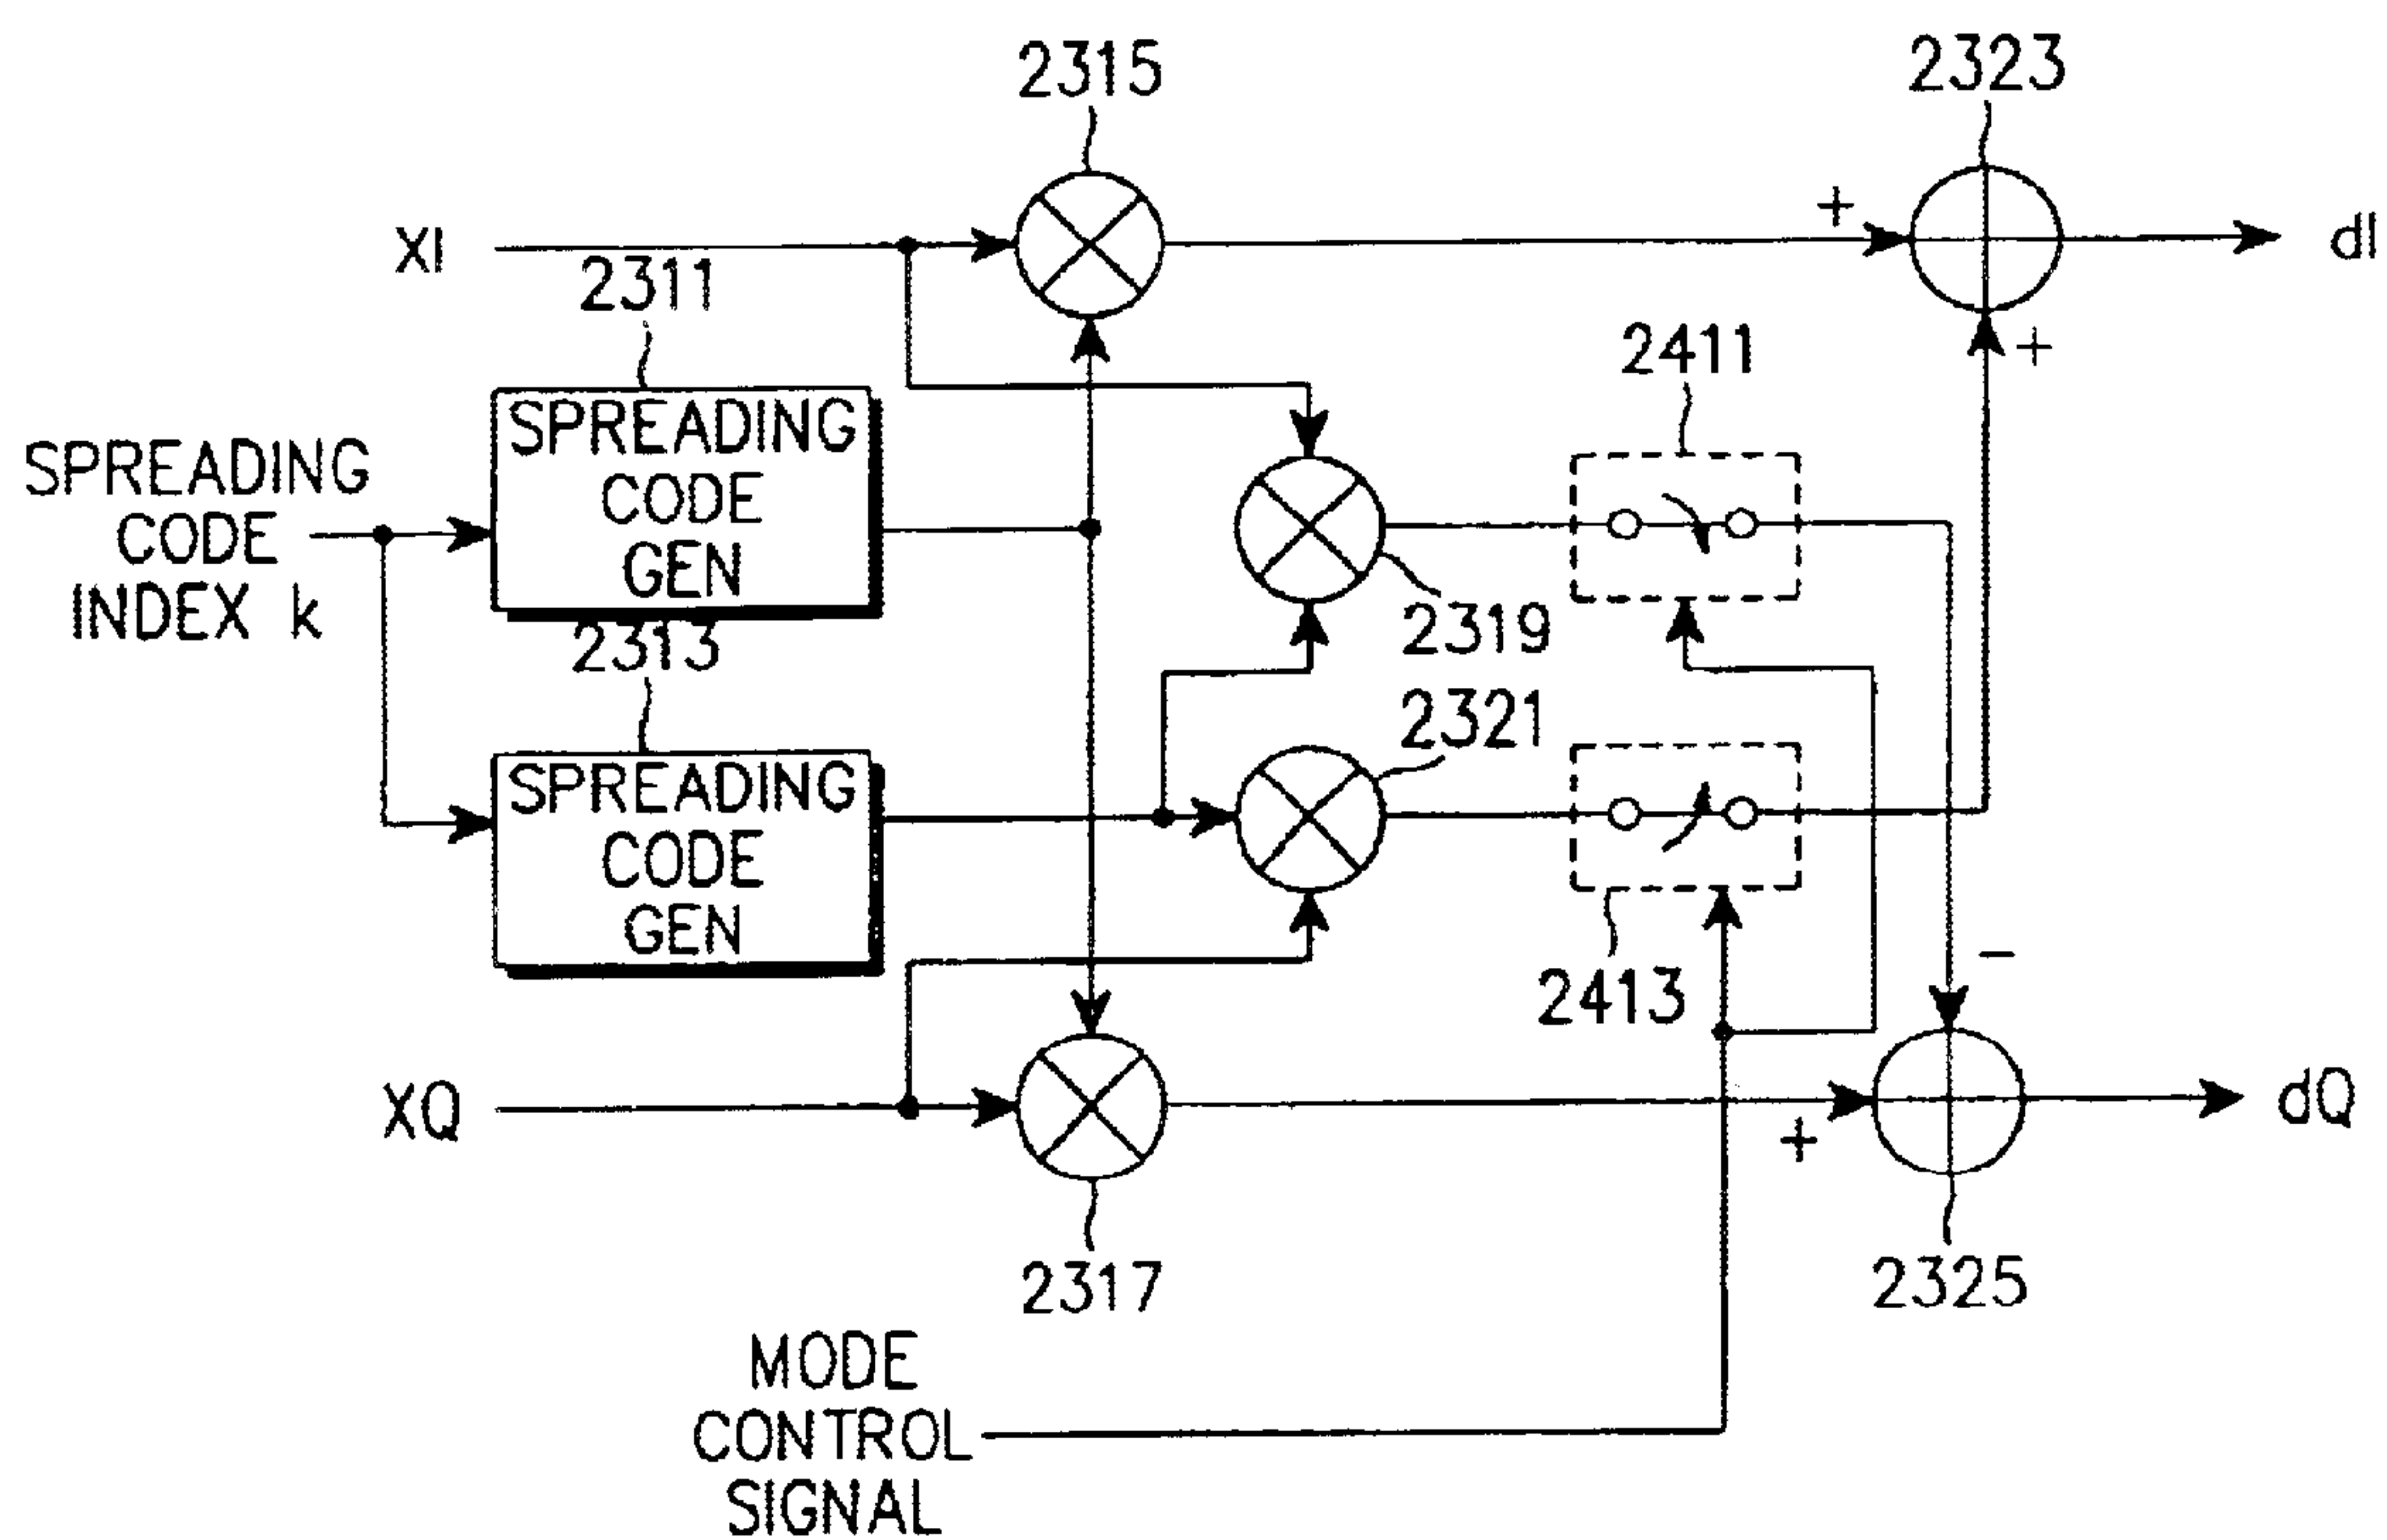 2315
2323
XI
+
dI
2311
2411
+
SPREADING
CODE
GEN
SPREADING
CODE
INDEX k
2319
2313
2321
SPREADING
CODE
GEN
2413
−
XQ
+
dQ
2317
2325
MODE
CONTROL
SIGNAL